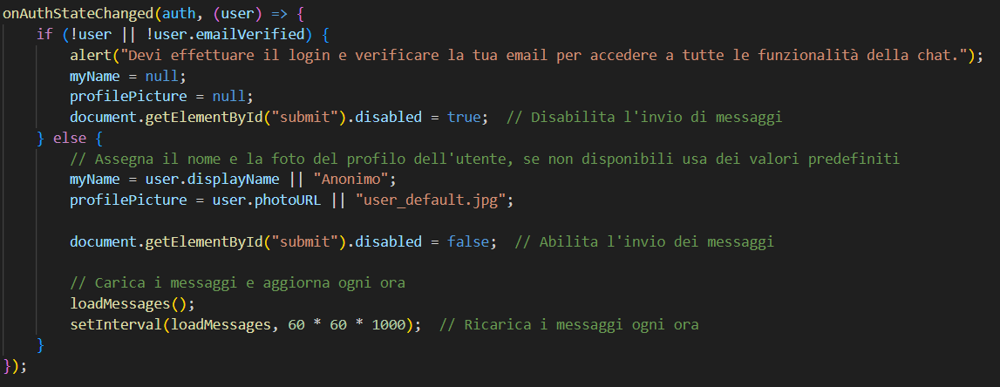 onAuthStateChanged(auth, (user) => {
    if (!user || !user.emailVerified) {
        alert("Devi effettuare il login e verificare la tua email per accedere a tutte le funzionalità della chat.");
        myName = null;
        profilePicture = null;
        document.getElementById("submit").disabled = true;  // Disabilita l'invio di messaggi
    } else {
        // Assegna il nome e la foto del profilo dell'utente, se non disponibili usa dei valori predefiniti
        myName = user.displayName || "Anonimo";
        profilePicture = user.photoURL || "user_default.jpg";

        document.getElementById("submit").disabled = false;  // Abilita l'invio dei messaggi

        // Carica i messaggi e aggiorna ogni ora
        loadMessages();
        setInterval(loadMessages, 60 * 60 * 1000);  // Ricarica i messaggi ogni ora
    }
});